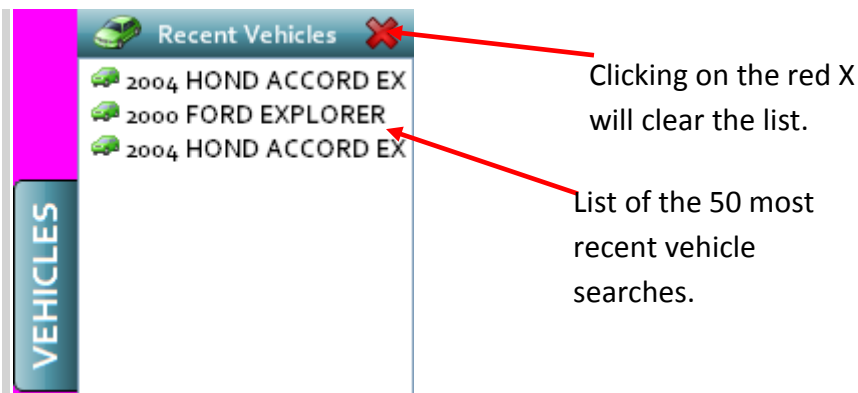 Recent Vehicles
2004 HOND ACCORD EX
2000 FORD EXPLORER
2004 HOND ACCORD EX
VEHICLES
Clicking on the red X
will clear the list.
List of the 50 most
recent vehicle
searches.